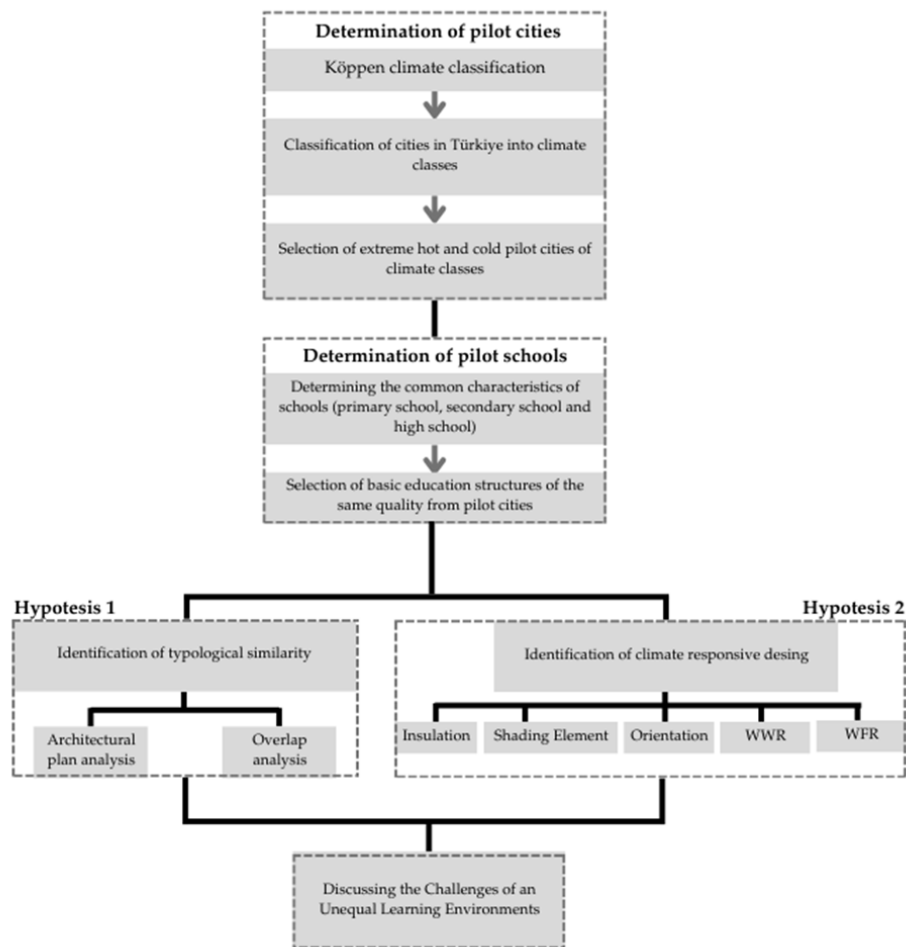 Determination of pilot cities
Köppen climate classification
Classification of cities in Türkiye into climate
classes
Selection of extreme hot and cold pilot cities of
climate classes
Determination of pilot schools
Determining the common characteristics of
schools (primary school, secondary school and
high school)
Selection of basic education structures of the
same quality from pilot cities
Hypotesis 1
Identification of typological similarity
Architectural
plan analysis
Overlap
analysis
Hypotesis 2
Identification of climate responsive desing
Insulation
Shading Element
Orientation
WWR
WFR
Discussing the Challenges of an
Unequal Learning Environments